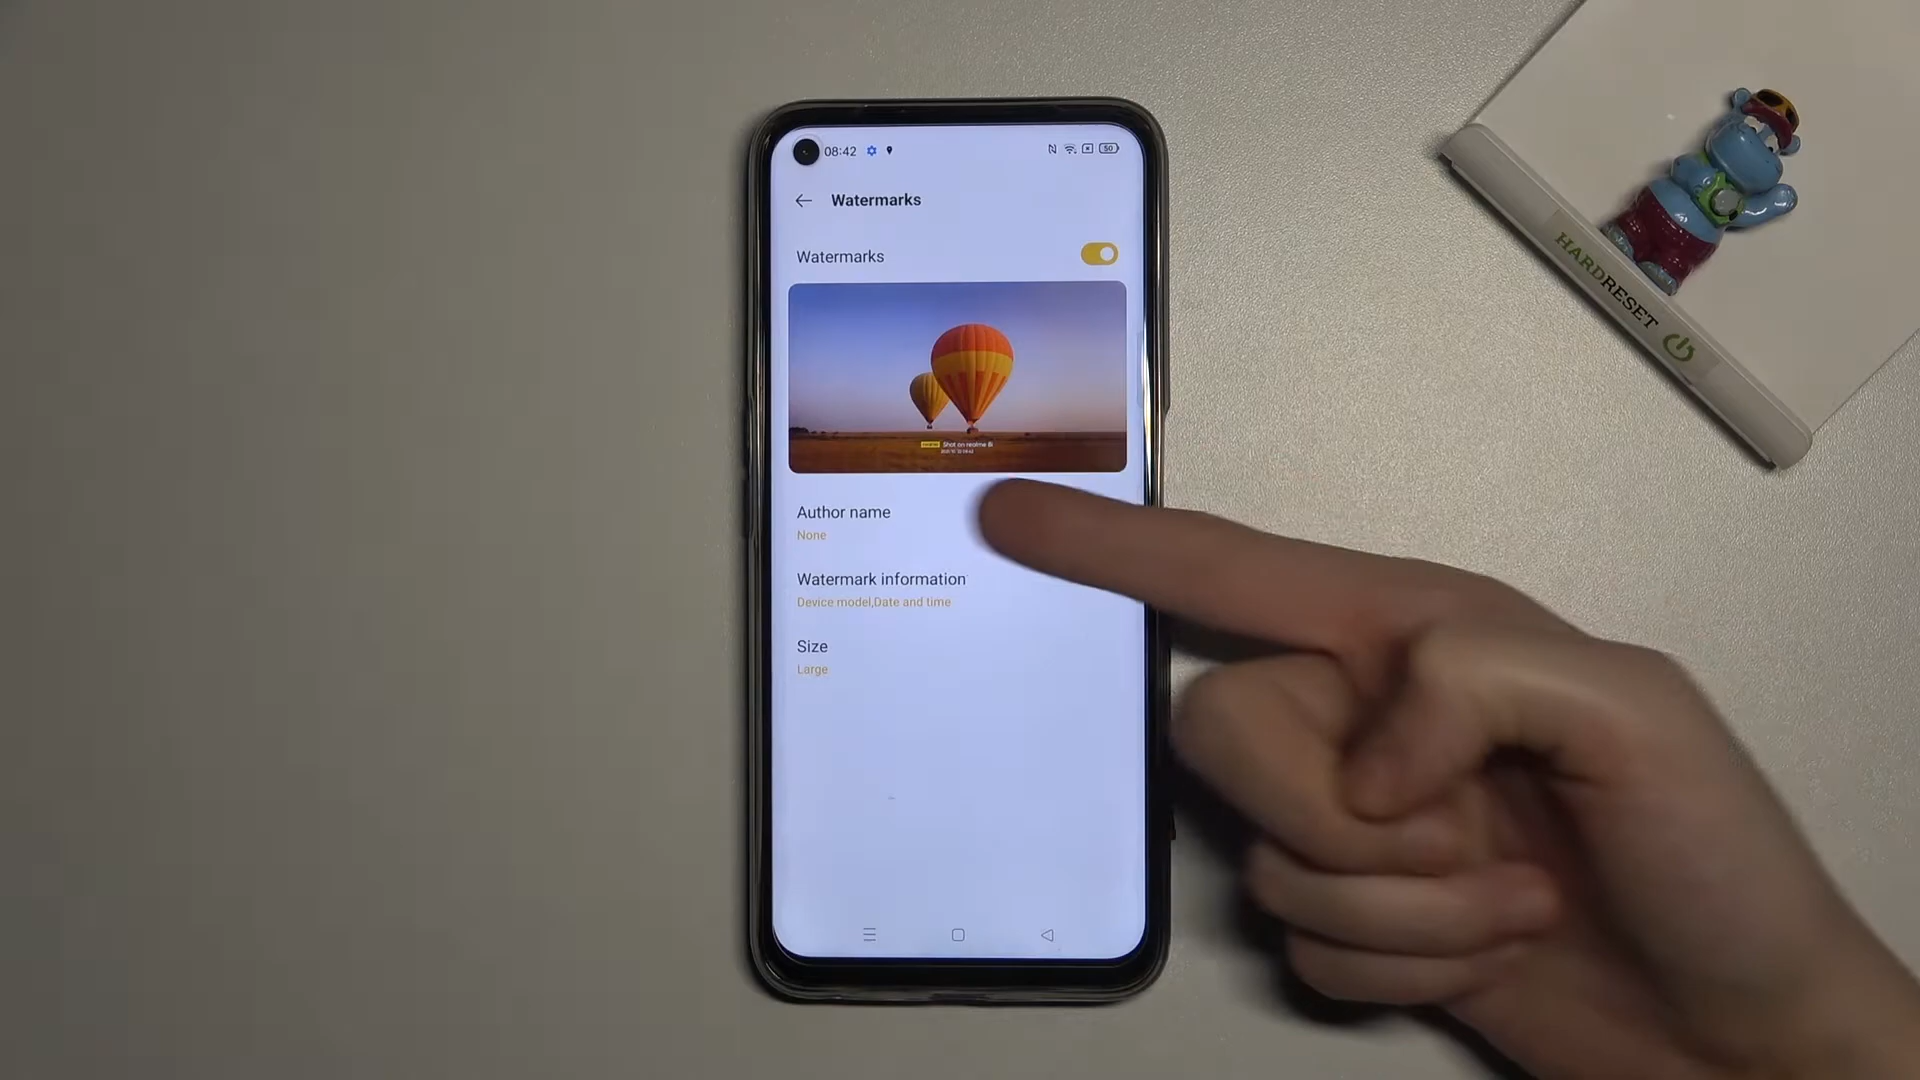 08:42
50
Watermarks
Watermarks
Shot on realme 8i
Author name
None
Watermark information
Device model,Date and time
Size
Large
HARDRESET